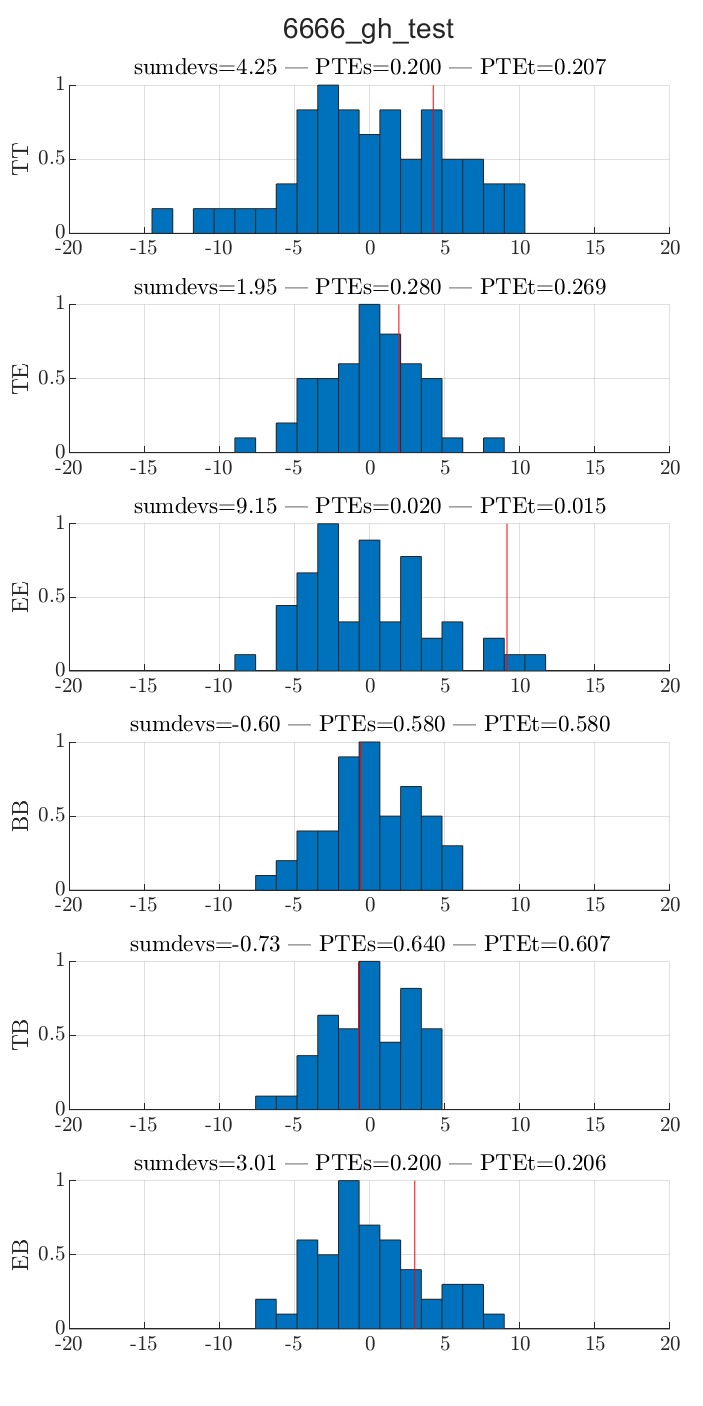 6666_gh_test
sumdevs=4.25 — PTEs=0.200 — PTEt=0.207
1
0.5
0
TT
-20 -15 -10 -5 0 5 10 15 20
sumdevs=1.95 — PTEs=0.280 — PTEt=0.269
1
0.5
0
TE
-20 -15 -10 -5 0 5 10 15 20
sumdevs=9.15 — PTEs=0.020 — PTEt=0.015
1
0.5
0
EE
-20 -15 -10 -5 0 5 10 15 20
sumdevs=-0.60 — PTEs=0.580 — PTEt=0.580
1
0.5
0
BB
-20 -15 -10 -5 0 5 10 15 20
sumdevs=-0.73 — PTEs=0.640 — PTEt=0.607
1
0.5
0
TB
-20 -15 -10 -5 0 5 10 15 20
sumdevs=3.01 — PTEs=0.200 — PTEt=0.206
1
0.5
0
EB
-20 -15 -10 -5 0 5 10 15 20